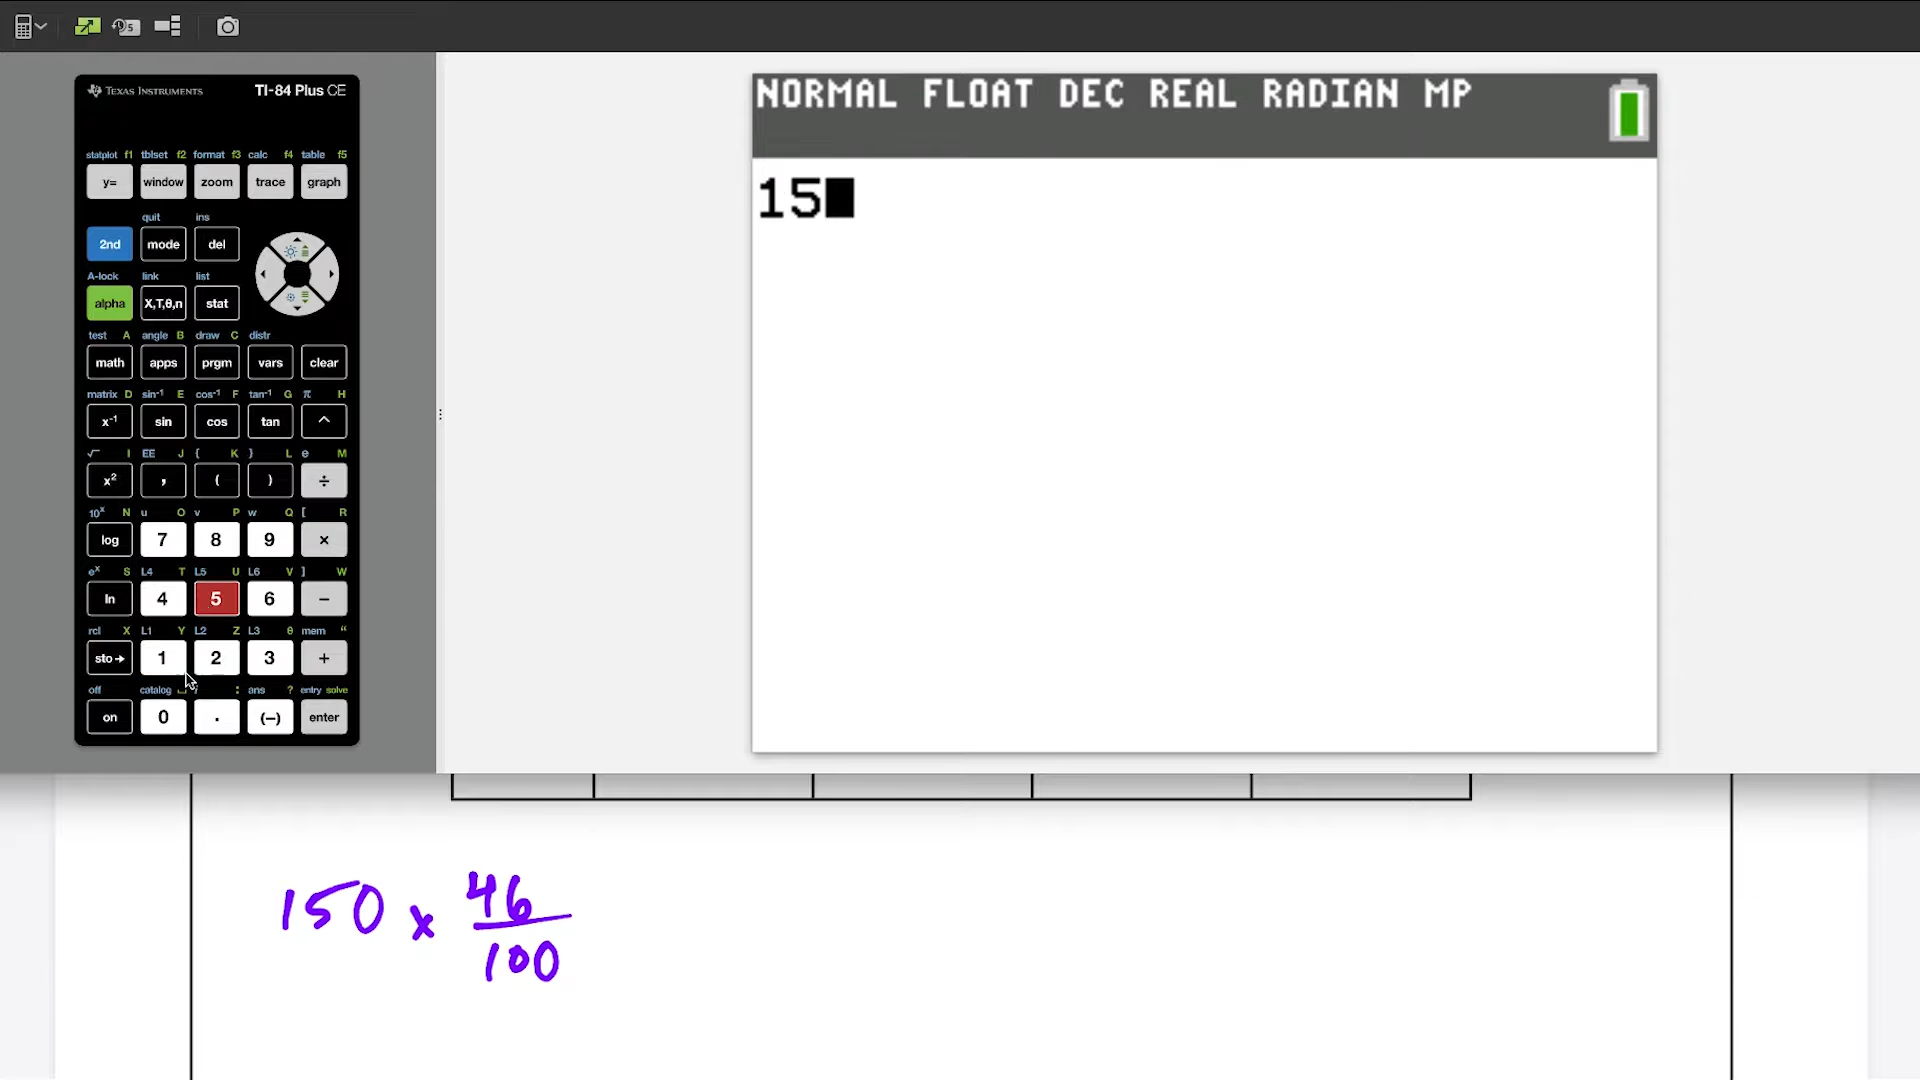 TEXAS INSTRUMENTS TI-84 Plus CE
NORMAL FLOAT DEC REAL RADIAN MP
15
statplot f1 tblset f2 format f3 calc f4 table f5
y= window zoom trace graph
quit ins
2nd mode del
A-lock link list
alpha X,T,θ,n stat
test A angle B draw C distr
math apps prgm vars clear
matrix D sin⁻¹ E cos⁻¹ F tan⁻¹ G π H
x⁻¹ sin cos tan ^
√ I EE J { K } L e M
x² , ( ) ÷
10ˣ N u O v P w Q [ R
log 7 8 9 ×
eˣ S L4 T L5 U L6 V ] W
ln 4 5 6 −
rcl X L1 Y L2 Z L3 θ mem “
sto→ 1 2 3 +
off catalog : ans ? entry solve
on 0 . (−) enter
150 x 46/100